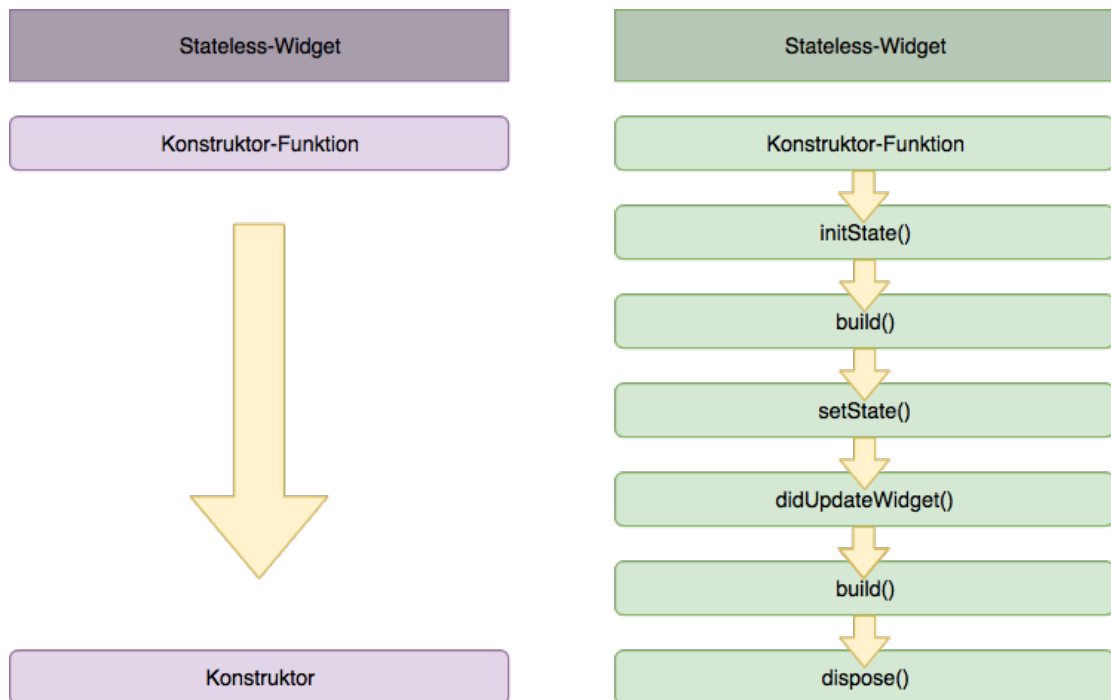 Stateless-Widget
Konstruktor-Funktion
Konstruktor
Stateless-Widget
Konstruktor-Funktion
initState()
build()
setState()
didUpdateWidget()
build()
dispose()